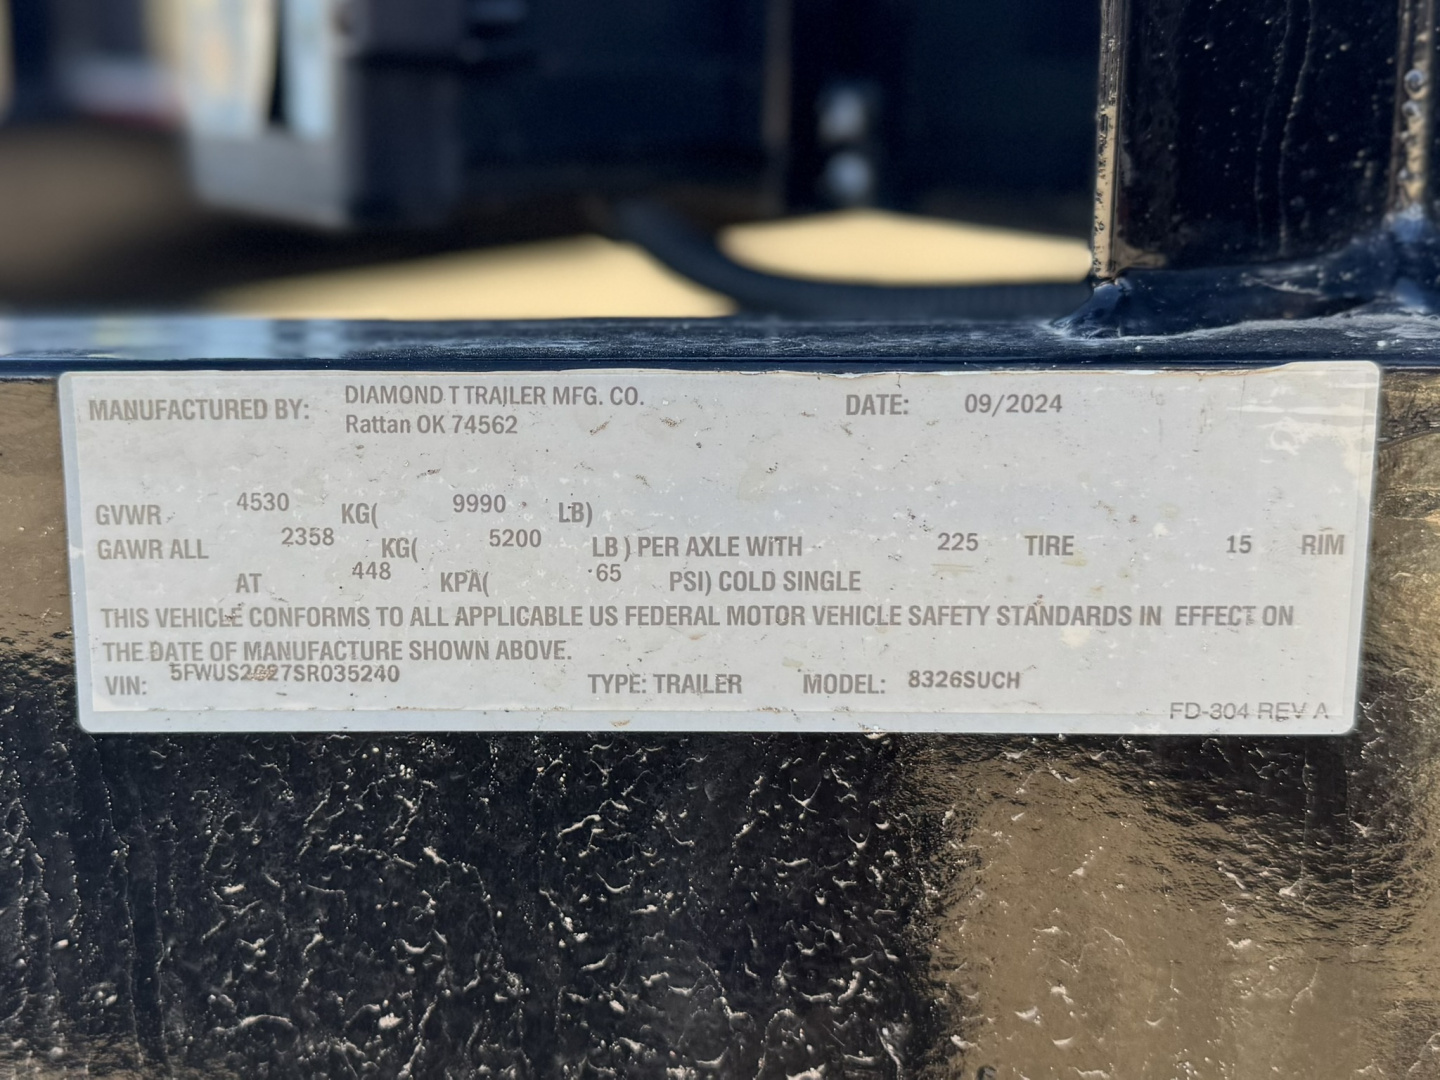 MANUFACTURED BY: DIAMOND T TRAILER MFG. CO. DATE: 09/2024
Rattan OK 74562
GVWR 4530 KG( 9990 LB)
GAWR ALL 2358 KG( 5200 LB ) PER AXLE WITH 225 TIRE 15 RIM
AT 448 KPA( 65 PSI) COLD SINGLE
THIS VEHICLE CONFORMS TO ALL APPLICABLE US FEDERAL MOTOR VEHICLE SAFETY STANDARDS IN EFFECT ON
THE DATE OF MANUFACTURE SHOWN ABOVE.
VIN: TYPE: TRAILER MODEL: 8326SUCH
FD-304 REV A